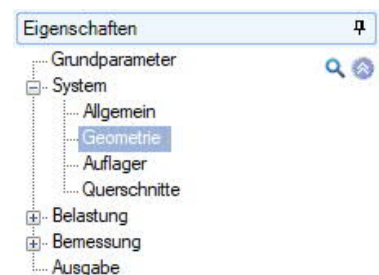 Eigenschaften
Grundparameter
System
Allgemein
Geometrie
Auflager
Querschnitte
Belastung
Bemessung
Ausgabe